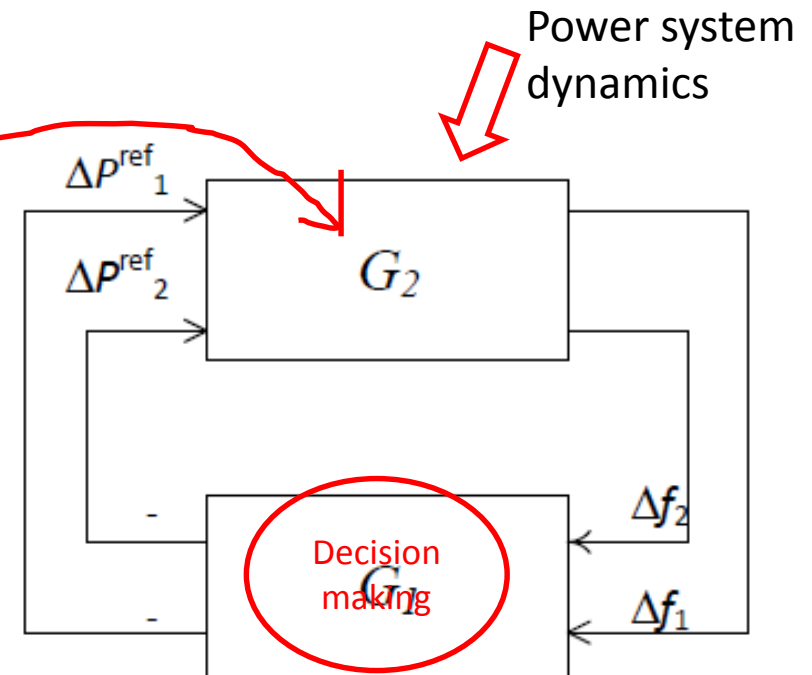 Power system
dynamics
ΔP^ref_1
ΔP^ref_2
G_2
-
Δf_2
Decision
making
-
Δf_1